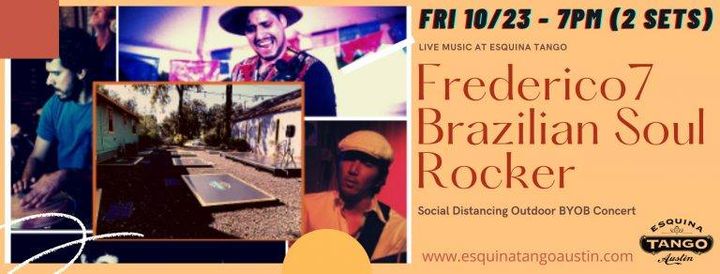 FRI 10/23 - 7PM (2 SETS)
LIVE MUSIC AT ESQUINA TANGO
Frederico7
Brazilian Soul
Rocker
Social Distancing Outdoor BYOB Concert
www.esquinatangoaustin.com
ESQUINA
TANGO
Austin